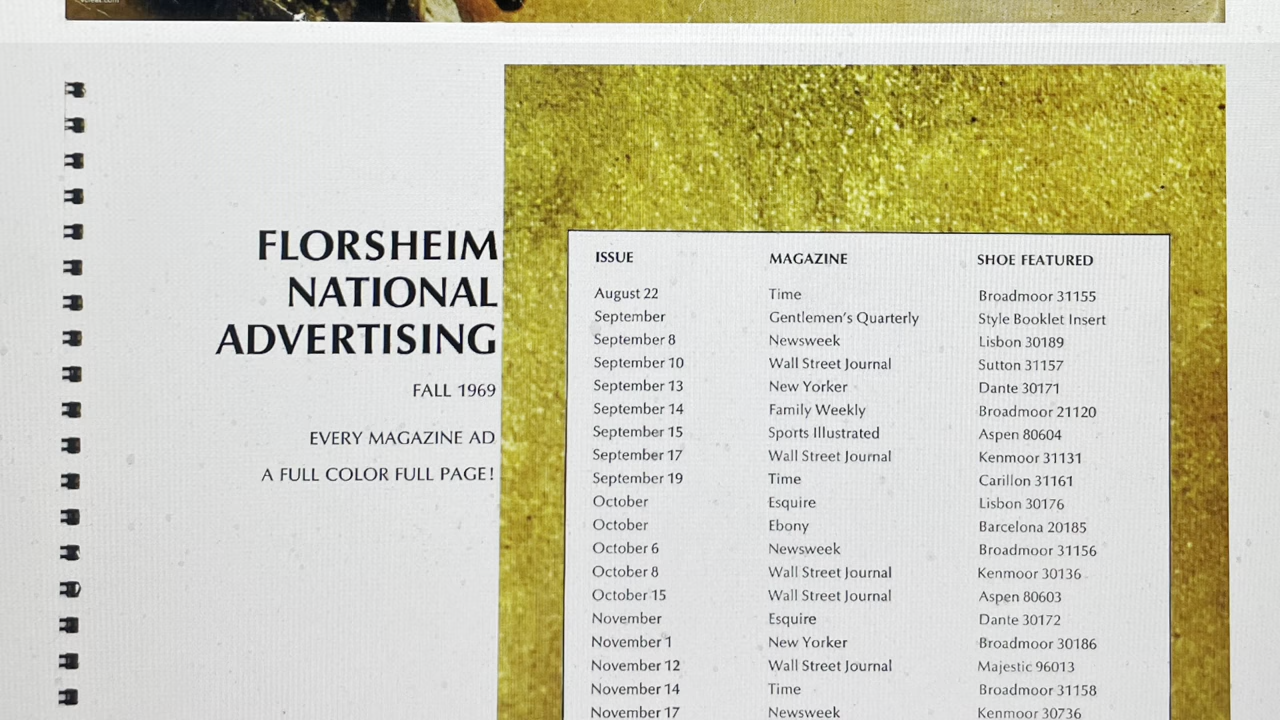 FLORSHEIM
NATIONAL
ADVERTISING
FALL 1969
EVERY MAGAZINE AD
A FULL COLOR FULL PAGE!
ISSUE MAGAZINE SHOE FEATURED
August 22 Time Broadmoor 31155
September Gentlemen's Quarterly Style Booklet Insert
September 8 Newsweek Lisbon 30189
September 10 Wall Street Journal Sutton 31157
September 13 New Yorker Dante 30171
September 14 Family Weekly Broadmoor 21120
September 15 Sports Illustrated Aspen 80604
September 17 Wall Street Journal Kenmoor 31131
September 19 Time Carillon 31161
October Esquire Lisbon 30176
October Ebony Barcelona 20185
October 6 Newsweek Broadmoor 31156
October 8 Wall Street Journal Kenmoor 30136
October 15 Wall Street Journal Aspen 80603
November Esquire Dante 30172
November 1 New Yorker Broadmoor 30186
November 12 Wall Street Journal Majestic 96013
November 14 Time Broadmoor 31158
November 17 Newsweek Kenmoor 30736